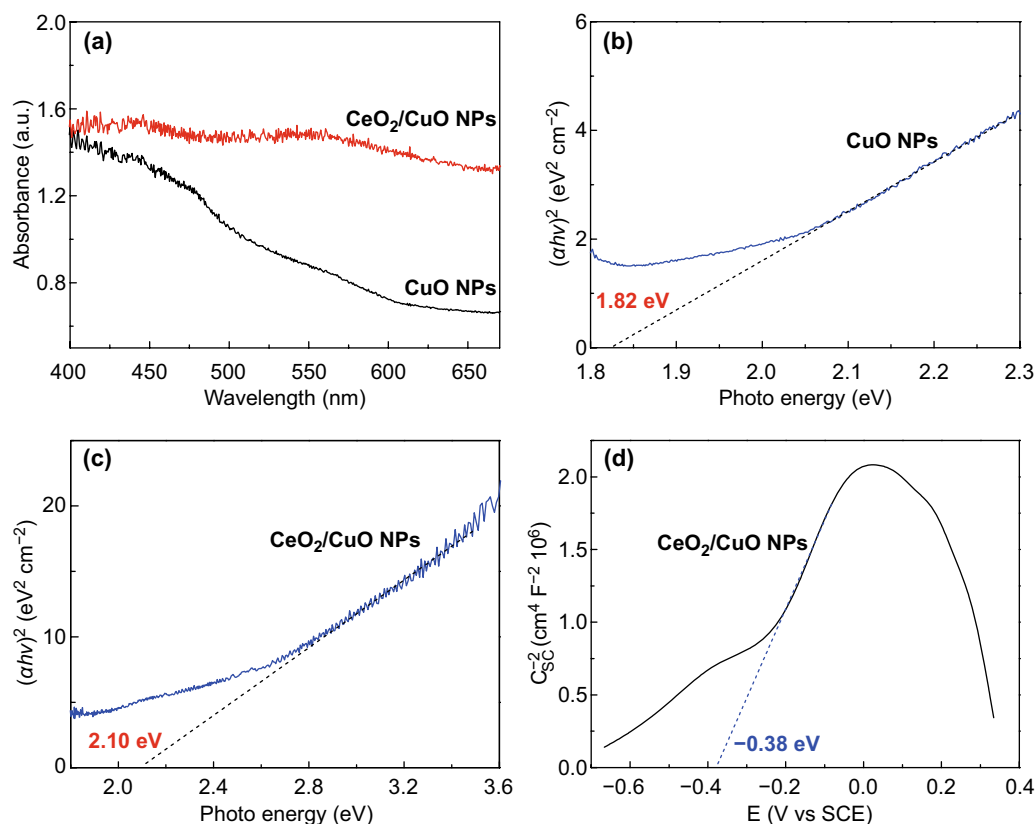 (a)
2.0
1.6
1.2
0.8
Absorbance (a.u.)
CeO₂/CuO NPs
CuO NPs
400 450 500 550 600 650
Wavelength (nm)
(b)
6
4
2
0
(αhv)² (eV² cm⁻²)
CuO NPs
1.82 eV
1.8 1.9 2.0 2.1 2.2 2.3
Photo energy (eV)
(c)
20
10
0
(αhv)² (eV² cm⁻²)
CeO₂/CuO NPs
2.10 eV
2.0 2.4 2.8 3.2 3.6
Photo energy (eV)
(d)
2.0
1.5
1.0
0.5
0.0
C_SC⁻² (cm⁴ F⁻² 10⁶)
CeO₂/CuO NPs
−0.38 eV
−0.6 −0.4 −0.2 0.0 0.2 0.4
E (V vs SCE)